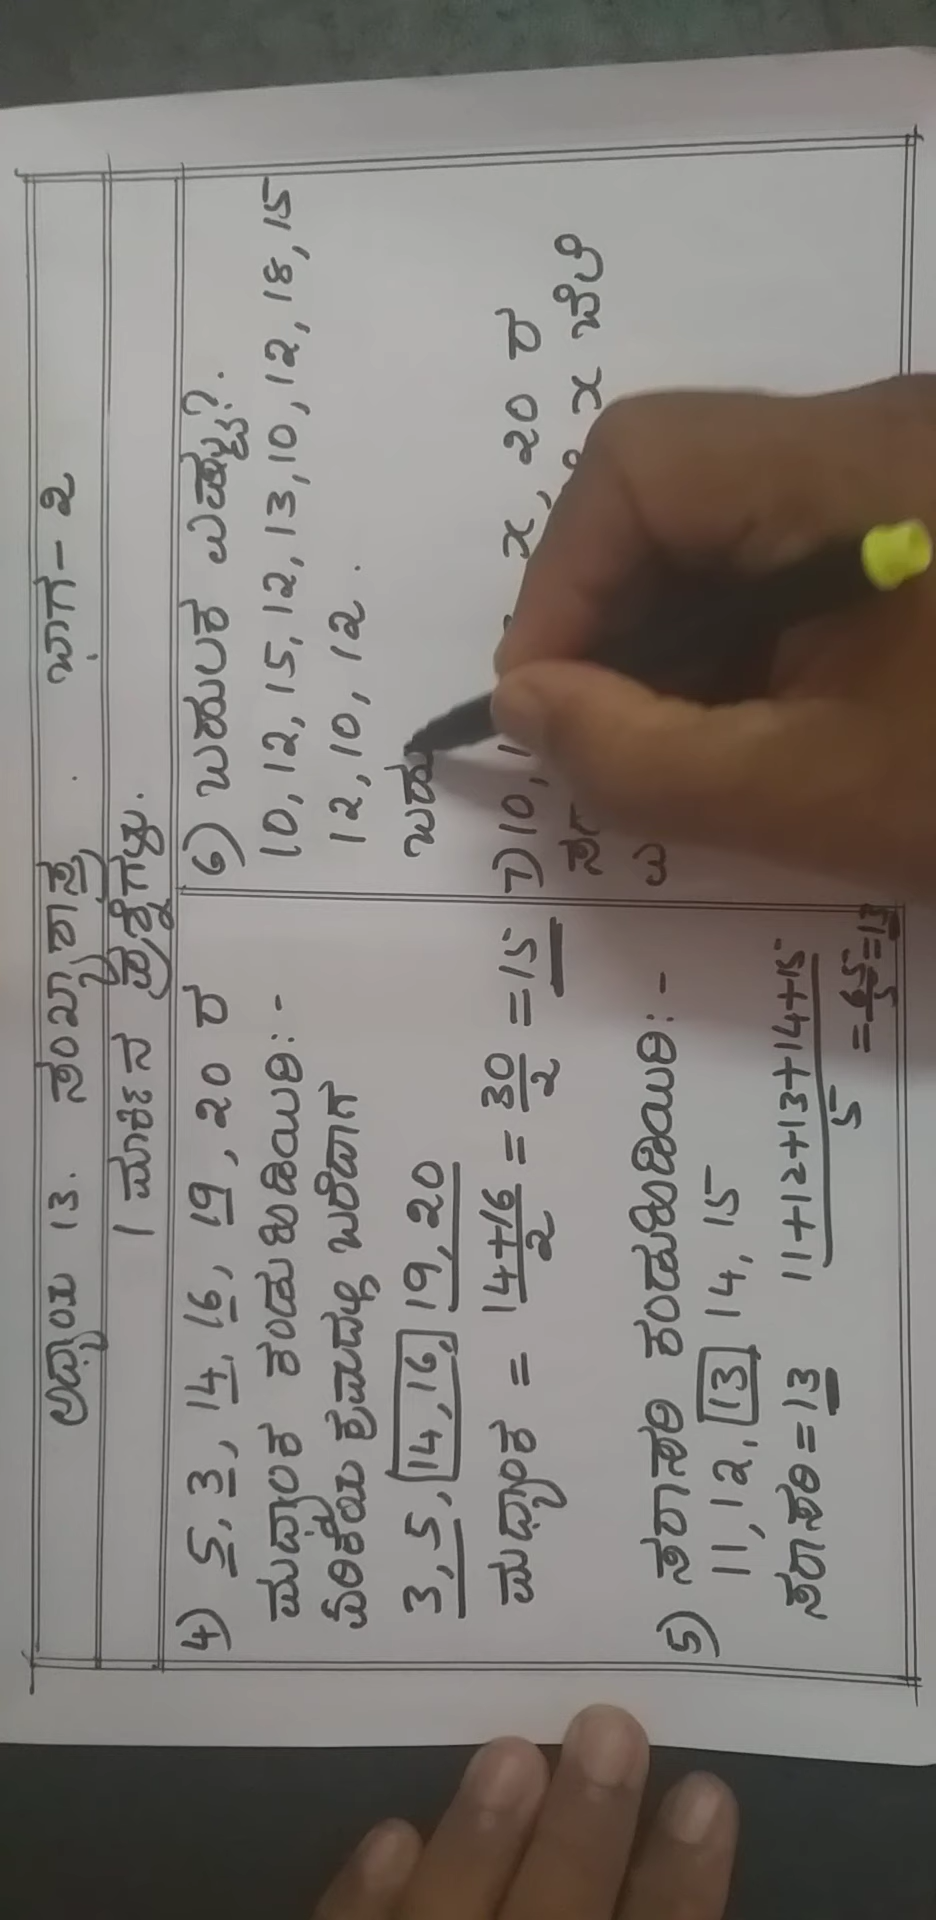 ಅಧ್ಯಾಯ 13. ಸಂಖ್ಯಾಶಾಸ್ತ್ರ . ಭಾಗ - 2
1 ಮಾರ್ಕಿನ ಪ್ರಶ್ನೆಗಳು.
4) 5, 3, 14, 16, 19, 20 ರ
ಮಧ್ಯಾಂಕ ಕಂಡುಹಿಡಿಯಿರಿ:-
ಏರಿಕೆಯ ಕ್ರಮದಲ್ಲಿ ಬರೆದಾಗ
3, 5, 14, 16, 19, 20
ಮಧ್ಯಾಂಕ = 14+16/2 = 30/2 = 15
5) ಸರಾಸರಿ ಕಂಡುಹಿಡಿಯಿರಿ:-
11, 12, 13 14, 15
ಸರಾಸರಿ = 13 11+12+13+14+15/5
= 65/5 = 13
6) ಬಹುಲಕ ಎಷ್ಟು?.
10, 12, 15, 12, 13, 10, 12, 18, 15
12, 10, 12.
ಬಹು
7) 10, x, 20 ರ
x ಬೆಲೆ